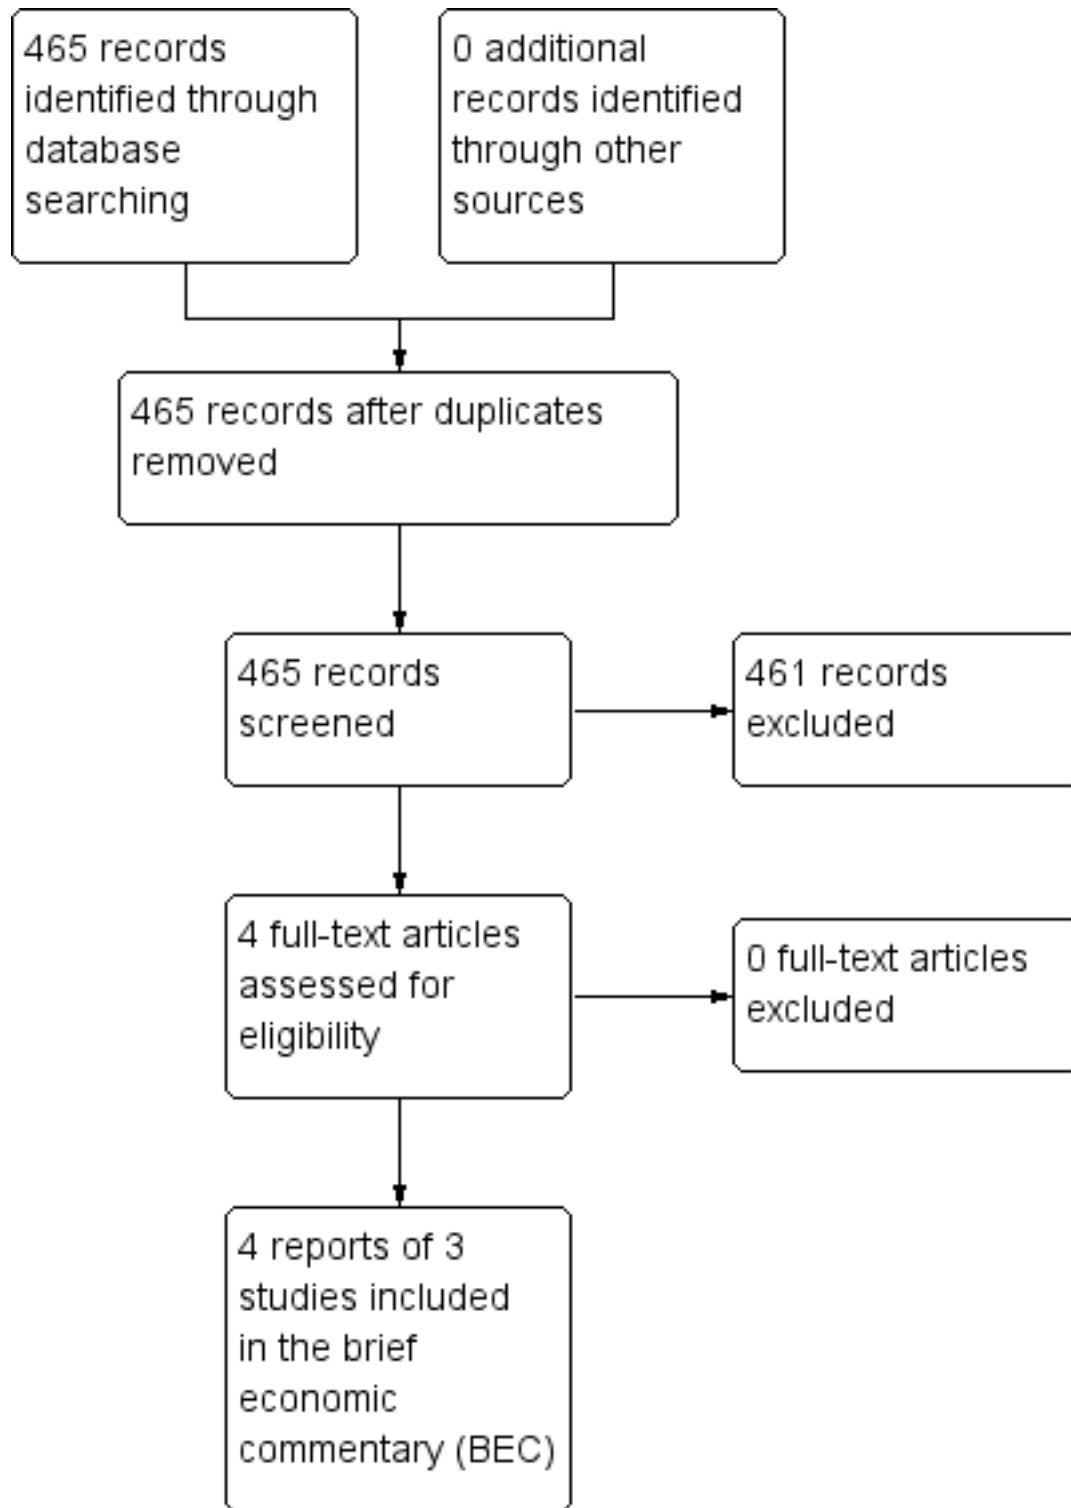 465 records
identified through
database
searching
0 additional
records identified
through other
sources
465 records after duplicates
removed
465 records
screened
461 records
excluded
4 full-text articles
assessed for
eligibility
0 full-text articles
excluded
4 reports of 3
studies included
in the brief
economic
commentary (BEC)